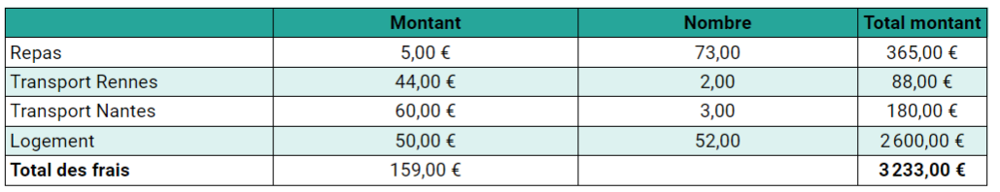 Montant Nombre Total montant
Repas 5,00 € 73,00 365,00 €
Transport Rennes 44,00 € 2,00 88,00 €
Transport Nantes 60,00 € 3,00 180,00 €
Logement 50,00 € 52,00 2 600,00 €
Total des frais 159,00 € 3 233,00 €